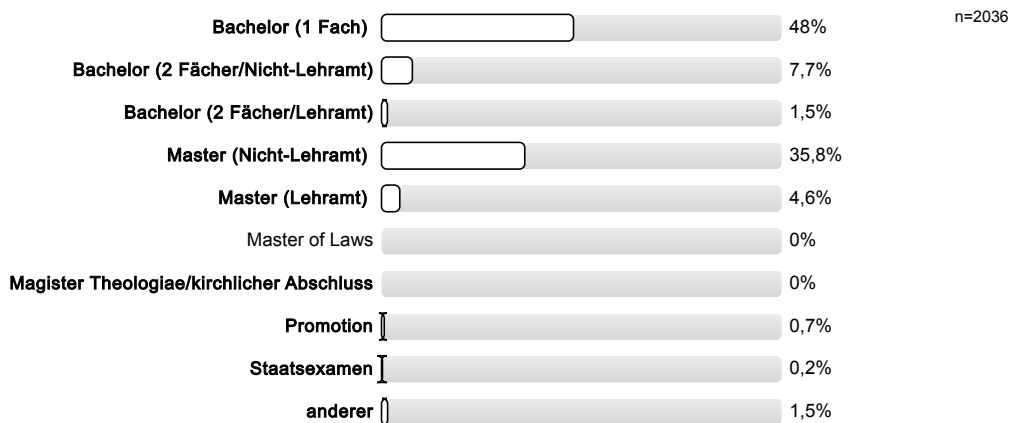 n=2036
Bachelor (1 Fach) 48%
Bachelor (2 Fächer/Nicht-Lehramt) 7,7%
Bachelor (2 Fächer/Lehramt) 1,5%
Master (Nicht-Lehramt) 35,8%
Master (Lehramt) 4,6%
Master of Laws 0%
Magister Theologiae/kirchlicher Abschluss 0%
Promotion 0,7%
Staatsexamen 0,2%
anderer 1,5%